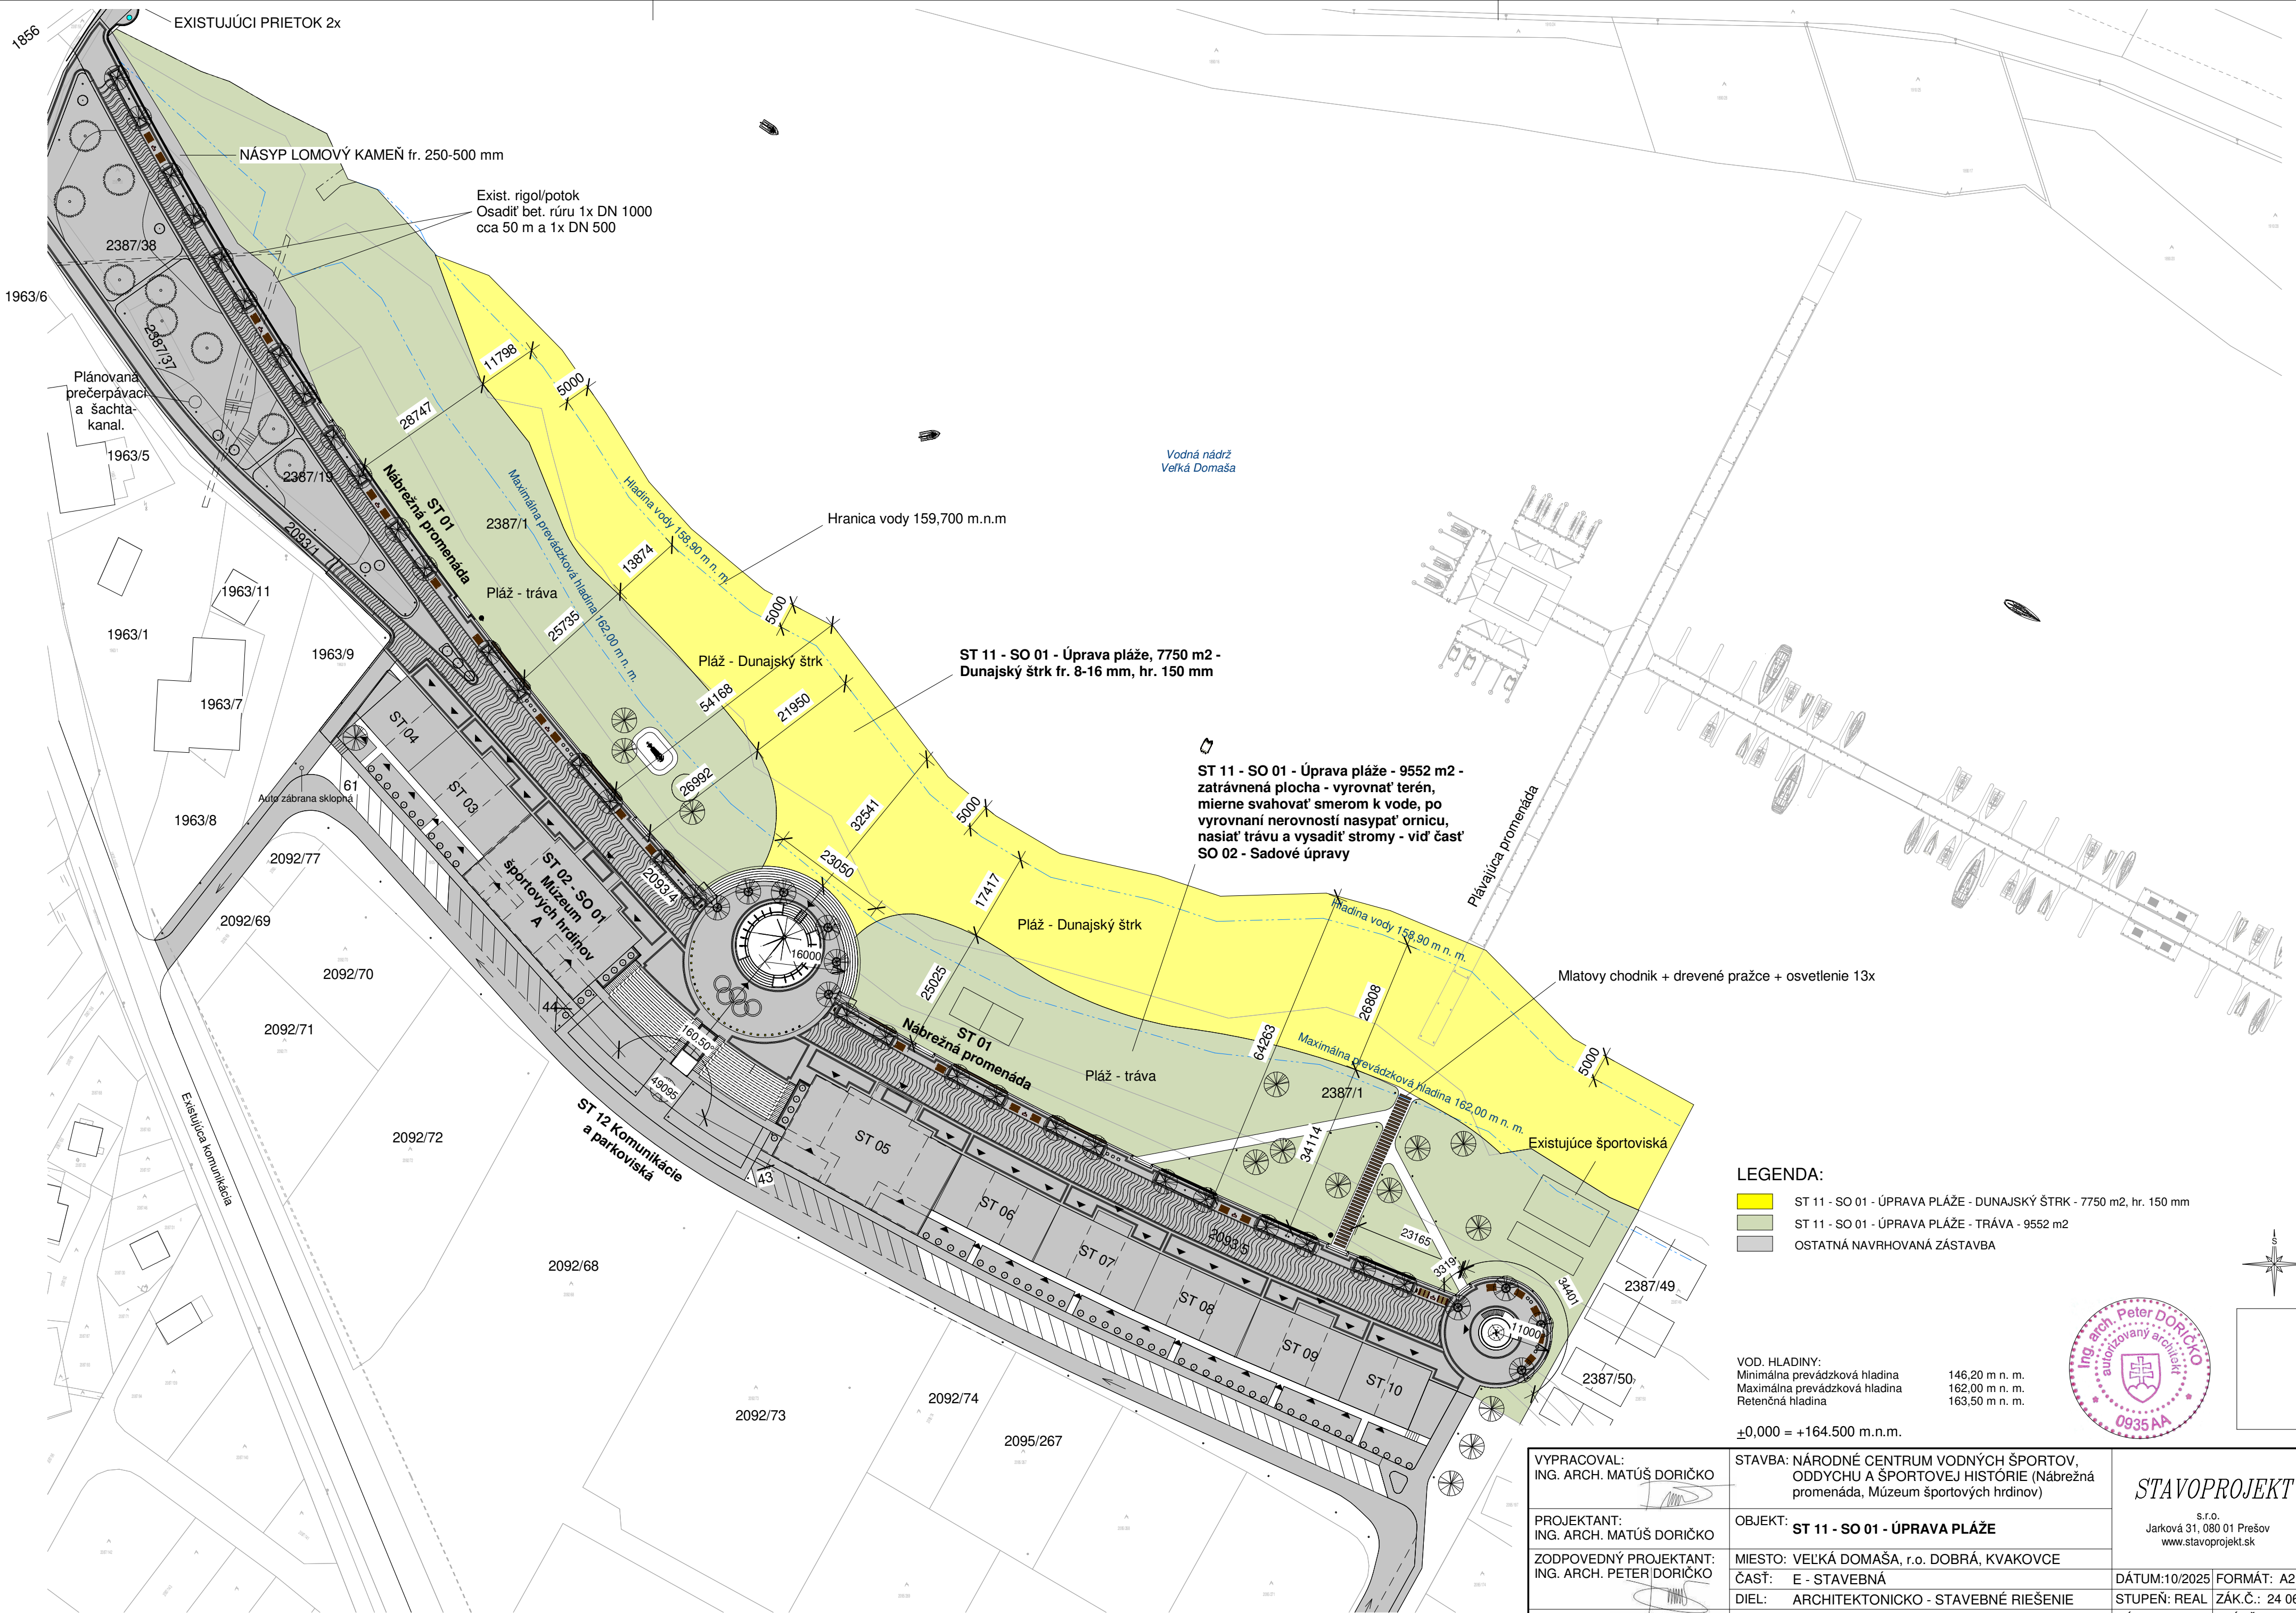 EXISTUJÚCI PRIETOK 2x
1856
NÁSYP LOMOVÝ KAMEŇ fr. 250-500 mm
Exist. rigol/potok
Osadiť bet. rúru 1x DN 1000
cca 50 m a 1x DN 500
2387/38
1963/6
2387/37
Plánovaná
prečerpávaci
a šachta-
kanal.
1963/5
2387/19
2093/1
11798
5000
28747
ST 01
Nábrežná promenáda
2387/1
Maximálna prevádzková hladina 162,00 m n. m.
Hladina vody 158,90 m n. m.
Vodná nádrž
Veľká Domaša
Hranica vody 159,700 m.n.m
13874
Pláž - tráva
25735
5000
1963/11
1963/1
1963/9
1963/7
1963/8
Pláž - Dunajský štrk
54168
21950
26992
ST 11 - SO 01 - Úprava pláže, 7750 m2 -
Dunajský štrk fr. 8-16 mm, hr. 150 mm
ST 11 - SO 01 - Úprava pláže - 9552 m2 -
zatrávnená plocha - vyrovnať terén,
mierne svahovať smerom k vode, po
vyrovnaní nerovností nasypať ornicu,
nasiať trávu a vysadiť stromy - viď časť
SO 02 - Sadové úpravy
Plávajúca promenáda
ST 04
ST 03
61
Auto zábrana sklopná
2092/77
2092/69
2092/70
2092/71
2092/72
ST 02 - SO 01
Múzeum
športových hrdinov
A
2093/4
32541
5000
23050
17417
16000
25025
44
160.50°
49095
43
Pláž - Dunajský štrk
Hladina vody 158,90 m n. m.
Mlatovy chodnik + drevené pražce + osvetlenie 13x
26808
64263
5000
ST 01
Nábrežná promenáda
Pláž - tráva
Maximálna prevádzková hladina 162,00 m n. m.
2387/1
34114
Existujúce športoviská
ST 12 Komunikácie
a parkoviská
Existujúca komunikácia
ST 05
ST 06
ST 07
ST 08
ST 09
ST 10
2093/5
23165
3319
34401
11000
2387/49
2387/50
2092/68
2092/73
2092/74
2095/267
LEGENDA:
ST 11 - SO 01 - ÚPRAVA PLÁŽE - DUNAJSKÝ ŠTRK - 7750 m2, hr. 150 mm
ST 11 - SO 01 - ÚPRAVA PLÁŽE - TRÁVA - 9552 m2
OSTATNÁ NAVRHOVANÁ ZÁSTAVBA
S
VOD. HLADINY:
Minimálna prevádzková hladina 146,20 m n. m.
Maximálna prevádzková hladina 162,00 m n. m.
Retenčná hladina 163,50 m n. m.
±0,000 = +164.500 m.n.m.
Ing. arch. Peter DORIČKO
autorizovaný architekt
0935 AA
VYPRACOVAL:
ING. ARCH. MATÚŠ DORIČKO
PROJEKTANT:
ING. ARCH. MATÚŠ DORIČKO
ZODPOVEDNÝ PROJEKTANT:
ING. ARCH. PETER DORIČKO
STAVBA: NÁRODNÉ CENTRUM VODNÝCH ŠPORTOV,
ODDYCHU A ŠPORTOVEJ HISTÓRIE (Nábrežná
promenáda, Múzeum športových hrdinov)
OBJEKT: ST 11 - SO 01 - ÚPRAVA PLÁŽE
MIESTO: VEĽKÁ DOMAŠA, r.o. DOBRÁ, KVAKOVCE
ČASŤ: E - STAVEBNÁ
DIEL: ARCHITEKTONICKO - STAVEBNÉ RIEŠENIE
STAVOPROJEKT
s.r.o.
Jarková 31, 080 01 Prešov
www.stavoprojekt.sk
DÁTUM:10/2025 FORMÁT: A2
STUPEŇ: REAL ZÁK.Č.: 24 0